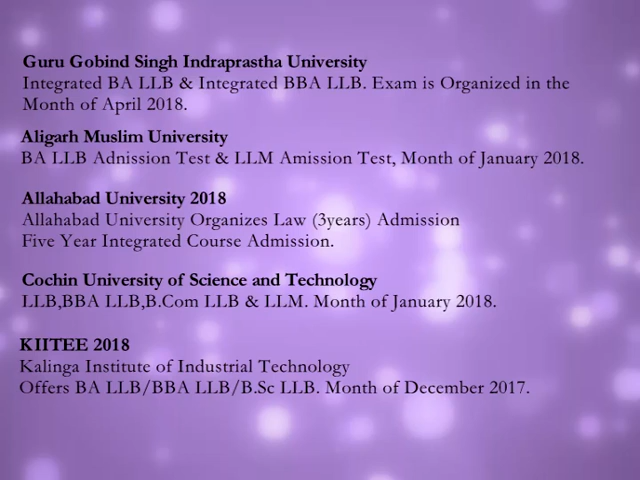 Guru Gobind Singh Indraprastha University
Integrated BA LLB & Integrated BBA LLB. Exam is Organized in the
Month of April 2018.
Aligarh Muslim University
BA LLB Adnission Test & LLM Amission Test, Month of January 2018.
Allahabad University 2018
Allahabad University Organizes Law (3years) Admission
Five Year Integrated Course Admission.
Cochin University of Science and Technology
LLB,BBA LLB,B.Com LLB & LLM. Month of January 2018.
KIITEE 2018
Kalinga Institute of Industrial Technology
Offers BA LLB/BBA LLB/B.Sc LLB. Month of December 2017.